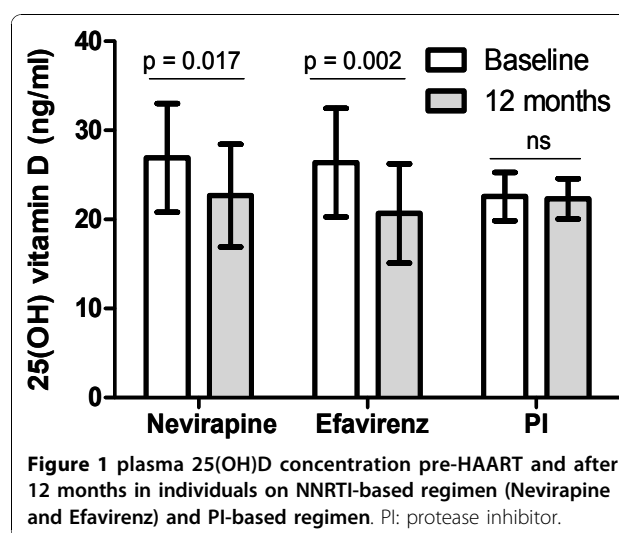 40
p = 0.017 p = 0.002 Baseline
12 months
30
ns
20
10
0
25(OH) vitamin D (ng/ml)
Nevirapine Efavirenz PI
Figure 1 plasma 25(OH)D concentration pre-HAART and after
12 months in individuals on NNRTI-based regimen (Nevirapine
and Efavirenz) and PI-based regimen. PI: protease inhibitor.